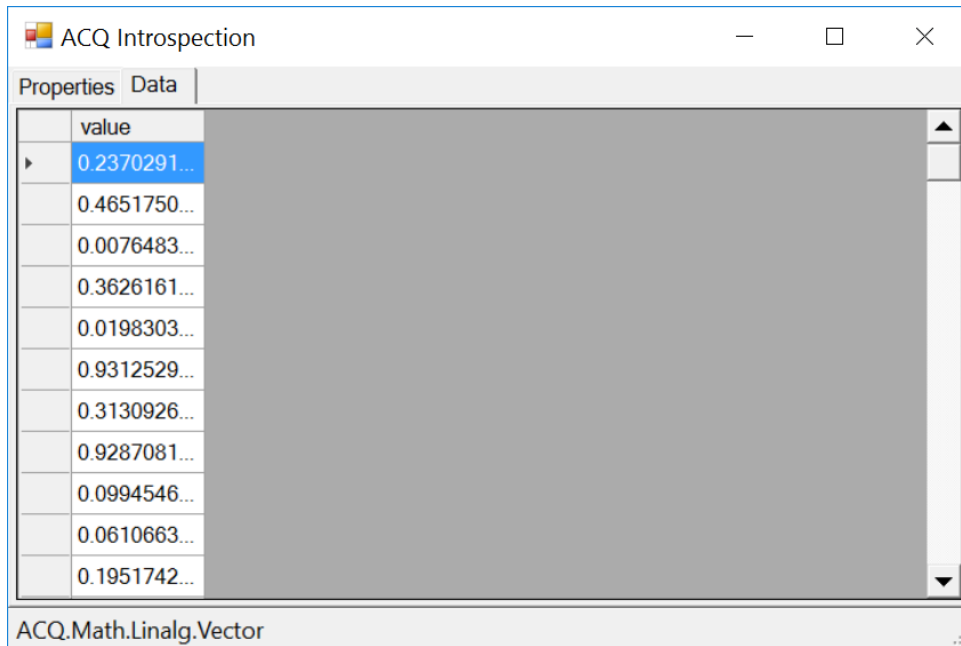 ACQ Introspection
Properties Data
value
0.2370291...
0.4651750...
0.0076483...
0.3626161...
0.0198303...
0.9312529...
0.3130926...
0.9287081...
0.0994546...
0.0610663...
0.1951742...
ACQ.Math.Linalg.Vector